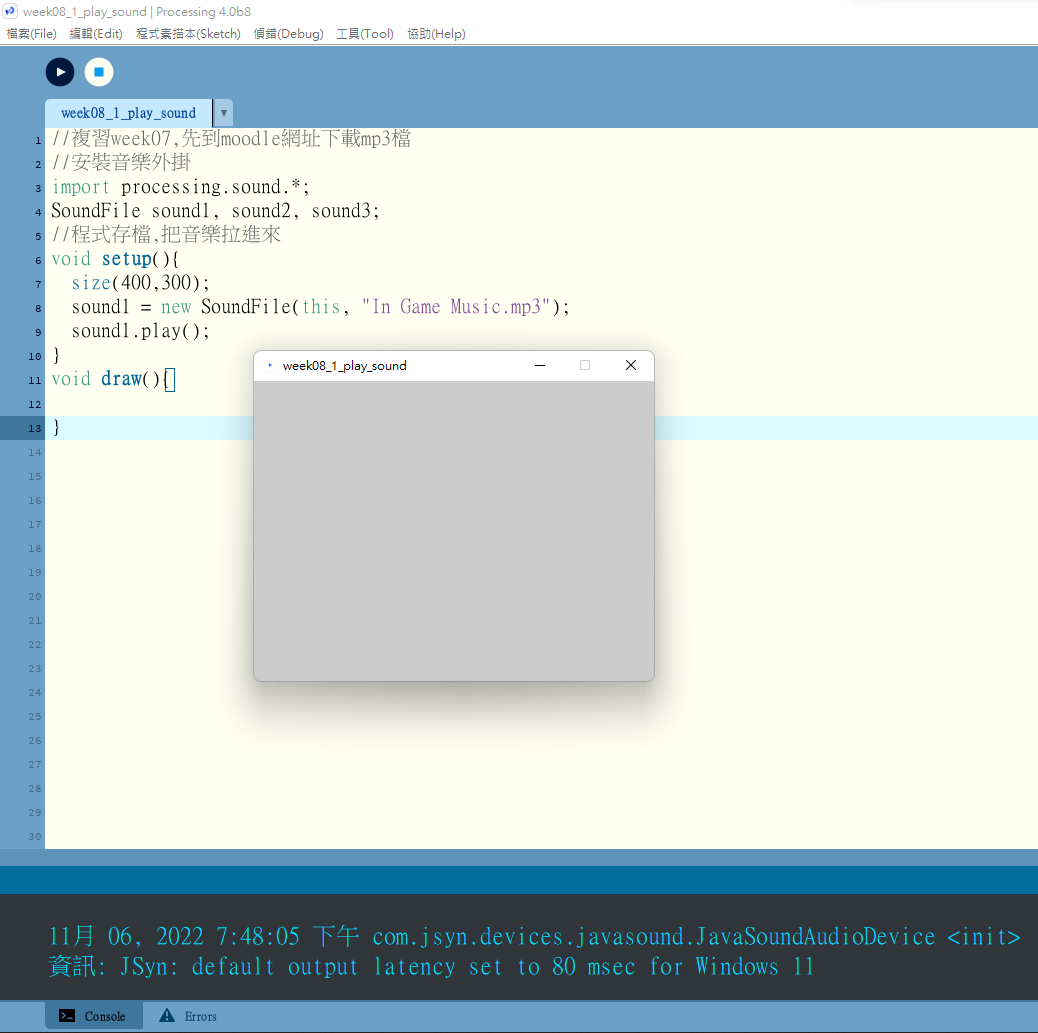 week08_1_play_sound | Processing 4.0b8
檔案(File) 編輯(Edit) 程式素描本(Sketch) 偵錯(Debug) 工具(Tool) 協助(Help)
week08_1_play_sound ▼
1 //複習week07,先到moodle網址下載mp3檔
2 //安裝音樂外掛
3 import processing.sound.*;
4 SoundFile sound1, sound2, sound3;
5 //程式存檔,把音樂拉進來
6 void setup(){
7   size(400,300);
8   sound1 = new SoundFile(this, "In Game Music.mp3");
9   sound1.play();
10 }
11 void draw(){
12
13 }
14
15
16
17
18
19
20
21
22
23
24
25
26
27
28
29
30
week08_1_play_sound
11月 06, 2022 7:48:05 下午 com.jsyn.devices.javasound.JavaSoundAudioDevice <init>
資訊: JSyn: default output latency set to 80 msec for Windows 11
Console Errors